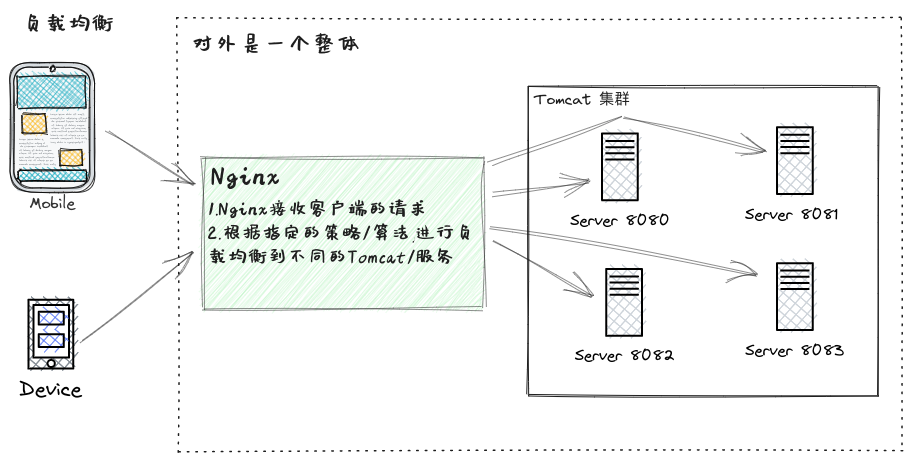 负载均衡
对外是一个整体
Tomcat 集群
Mobile
Nginx
1.Nginx接收客户端的请求
2.根据指定的策略/算法,进行负
载均衡到不同的Tomcat/服务
Server 8080
Server 8081
Server 8082
Server 8083
Device